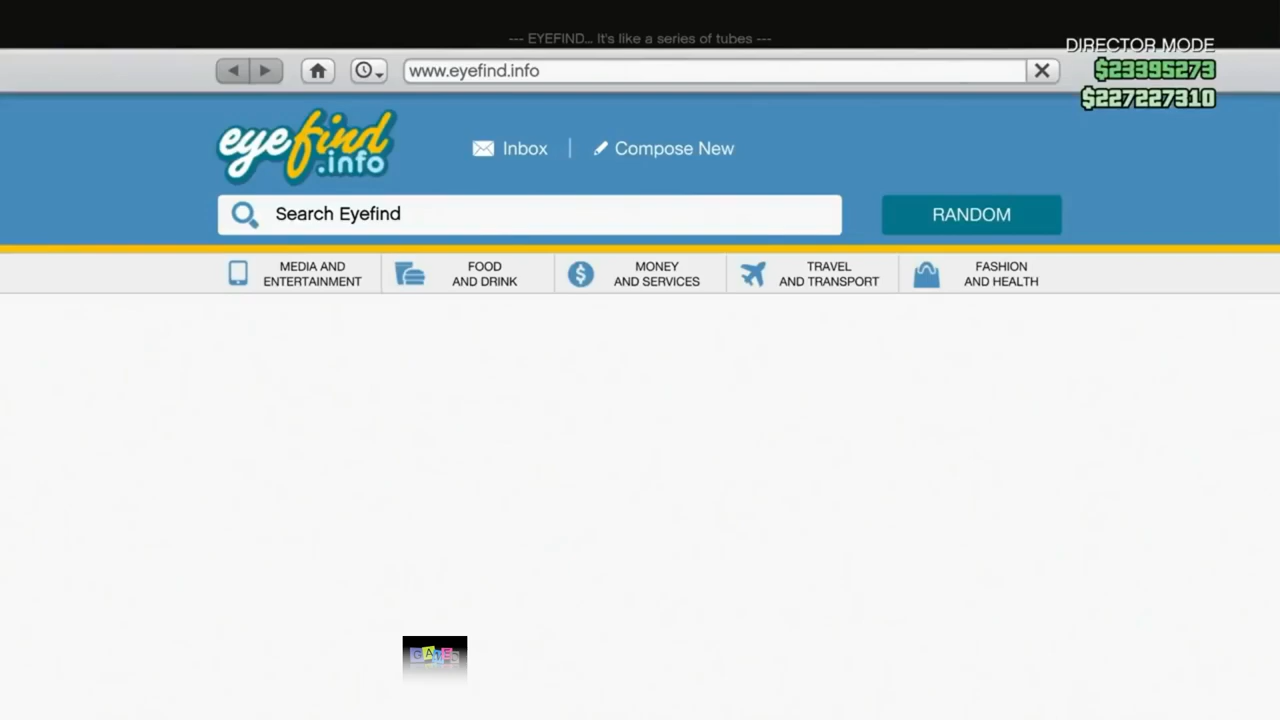 --- EYEFIND... It's like a series of tubes ---
DIRECTOR MODE
www.eyefind.info
$23395273
$227227310
eyefind
.info
Inbox
Compose New
Search Eyefind
RANDOM
MEDIA AND
ENTERTAINMENT
FOOD
AND DRINK
MONEY
AND SERVICES
TRAVEL
AND TRANSPORT
FASHION
AND HEALTH
GATES